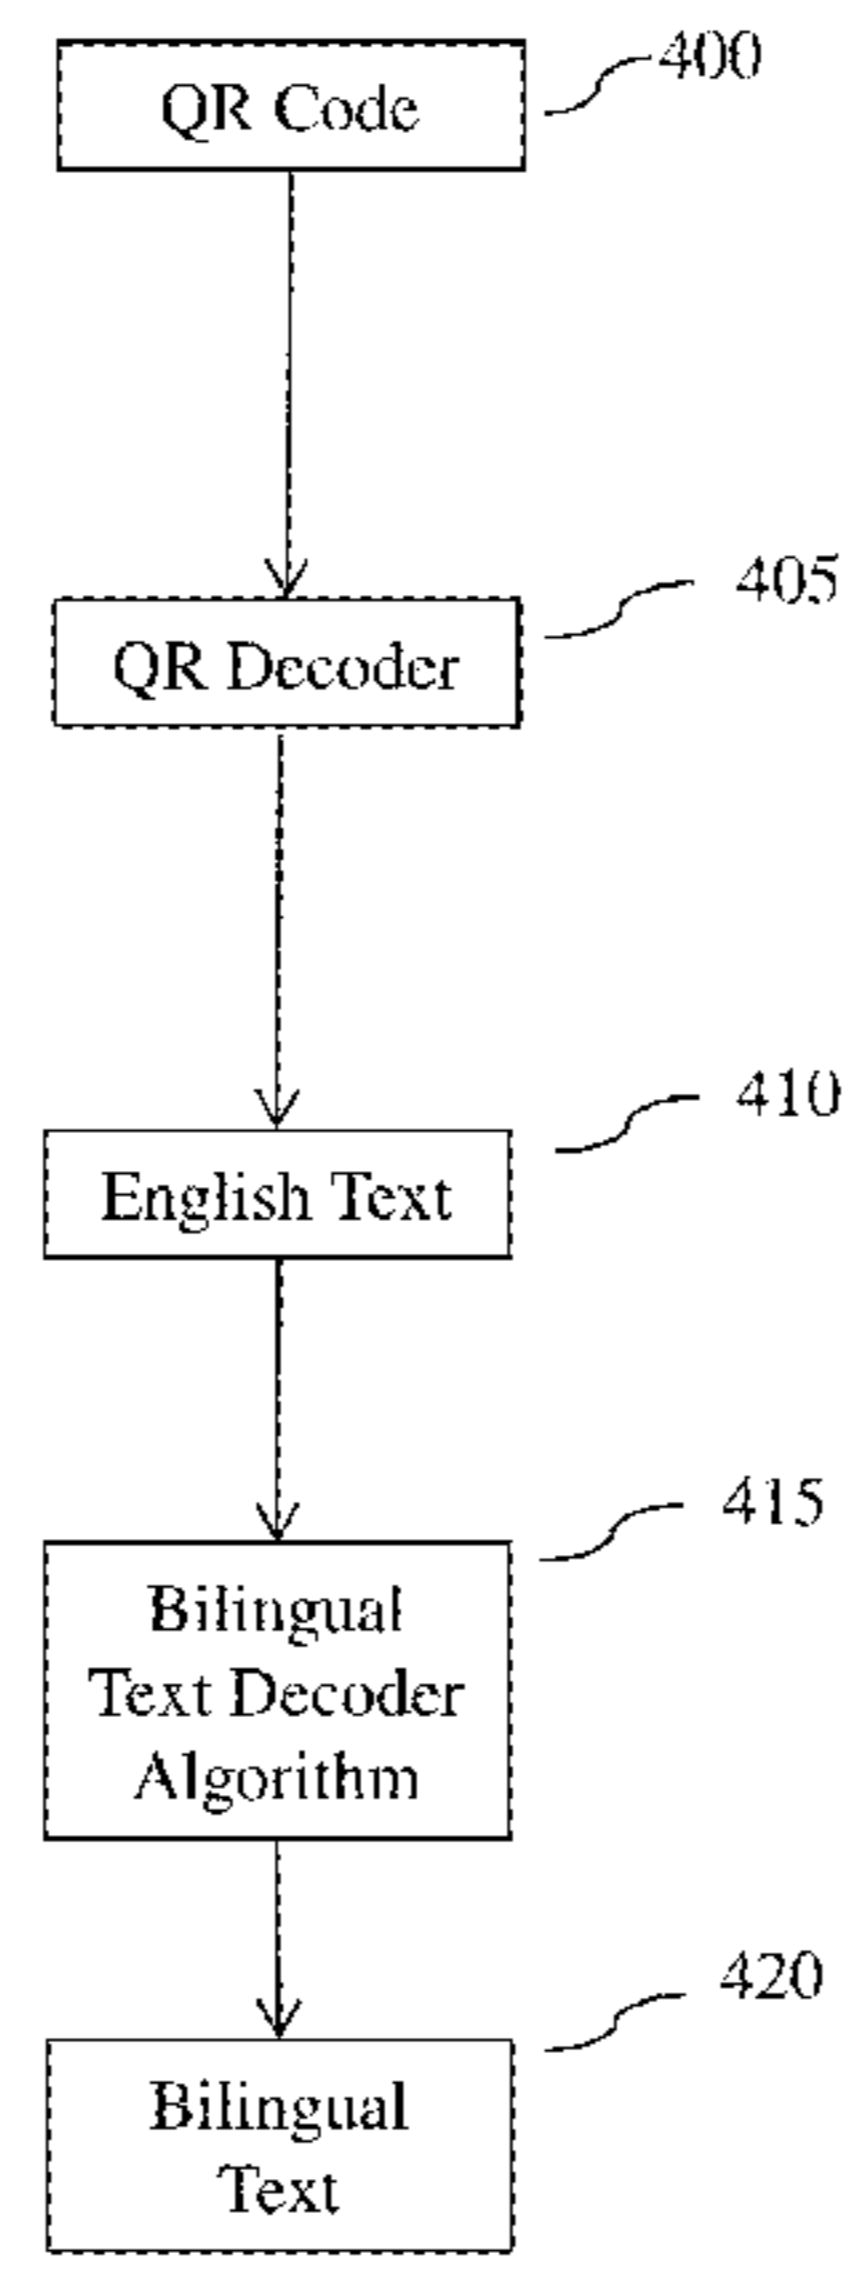 QR Code
400
QR Decoder
405
English Text
410
Bilingual
Text Decoder
Algorithm
415
Bilingual
Text
420